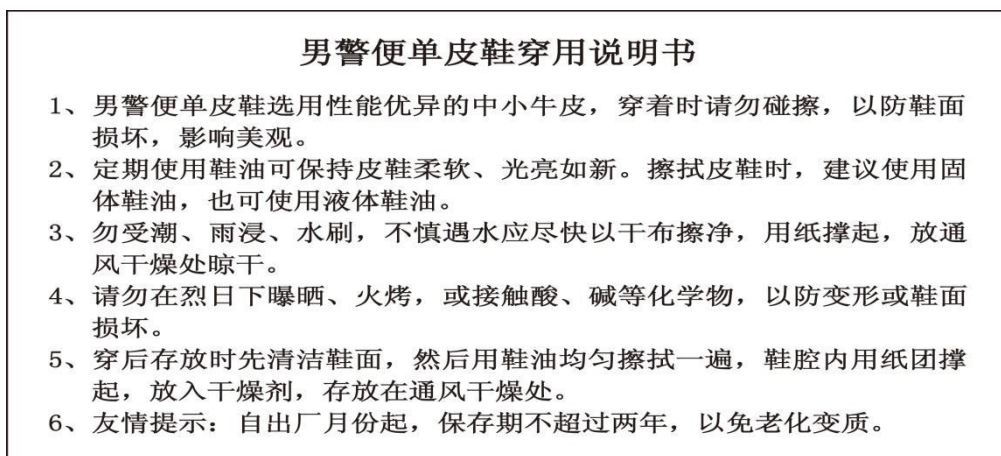 男警便单皮鞋穿用说明书
1、男警便单皮鞋选用性能优异的中小牛皮，穿着时请勿碰擦，以防鞋面
损坏，影响美观。
2、定期使用鞋油可保持皮鞋柔软、光亮如新。擦拭皮鞋时，建议使用固
体鞋油，也可使用液体鞋油。
3、勿受潮、雨浸、水刷，不慎遇水应尽快以干布擦净，用纸撑起，放通
风干燥处晾干。
4、请勿在烈日下曝晒、火烤，或接触酸、碱等化学物，以防变形或鞋面
损坏。
5、穿后存放时先清洁鞋面，然后用鞋油均匀擦拭一遍，鞋腔内用纸团撑
起，放入干燥剂，存放在通风干燥处。
6、友情提示：自出厂月份起，保存期不超过两年，以免老化变质。